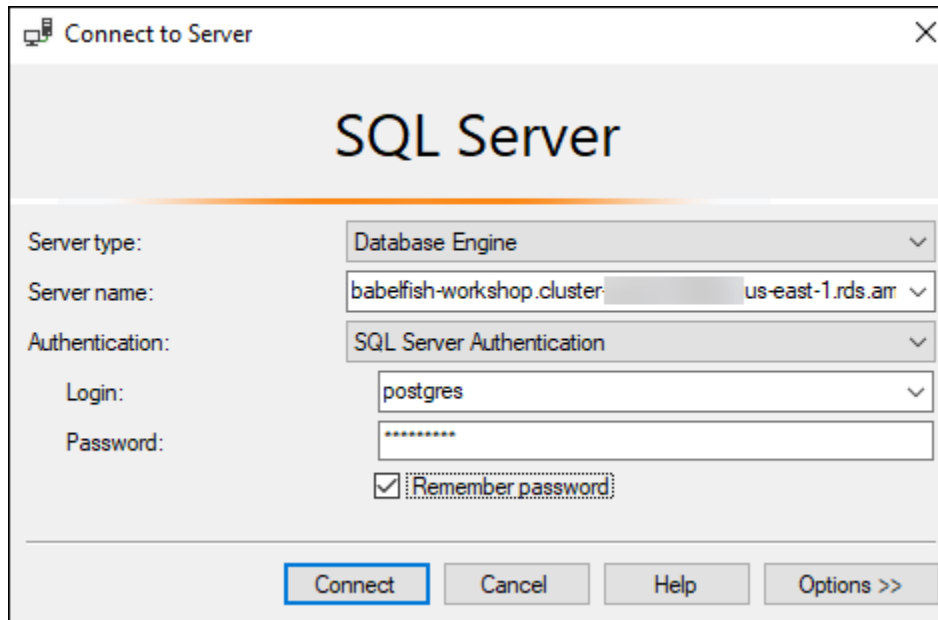 Connect to Server
SQL Server
Server type: Database Engine
Server name: babelfish-workshop.cluster- us-east-1.rds.am
Authentication: SQL Server Authentication
Login: postgres
Password: *********
Remember password
Connect Cancel Help Options >>